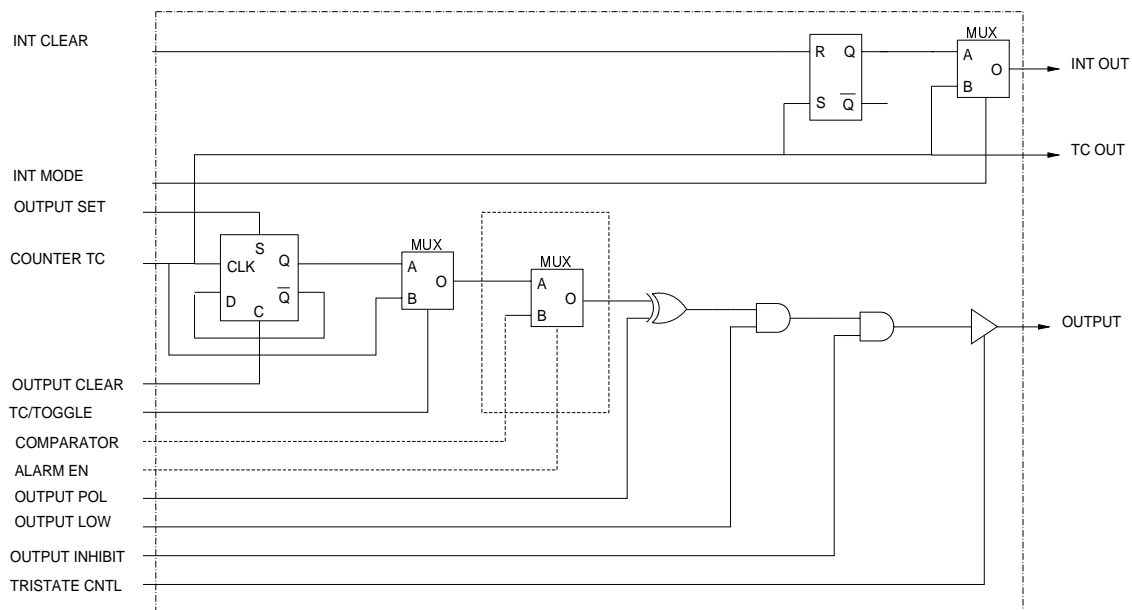 INT CLEAR
R Q
S Q
MUX
A
B
O
INT OUT
TC OUT
INT MODE
OUTPUT SET
COUNTER TC
S
CLK Q
D Q
C
MUX
A
B
O
MUX
A
B
O
OUTPUT
OUTPUT CLEAR
TC/TOGGLE
COMPARATOR
ALARM EN
OUTPUT POL
OUTPUT LOW
OUTPUT INHIBIT
TRISTATE CNTL